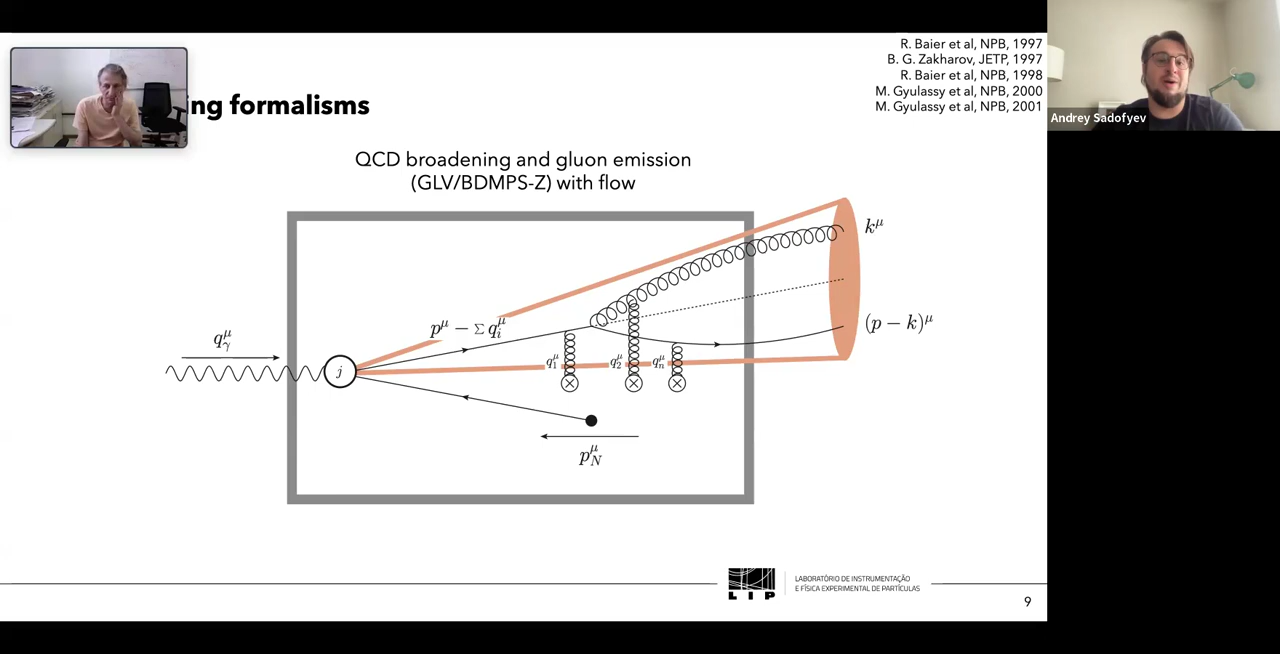 R. Baier et al, NPB, 1997
B. G. Zakharov, JETP, 1997
R. Baier et al, NPB, 1998
M. Gyulassy et al, NPB, 2000
M. Gyulassy et al, NPB, 2001
Andrey Sadofyev
ing formalisms
QCD broadening and gluon emission
(GLV/BDMPS-Z) with flow
k^μ
p^μ − Σ q_i^μ
(p − k)^μ
q_γ^μ
q_1^μ q_2^μ q_n^μ
j
p_N^μ
LIP
LABORATÓRIO DE INSTRUMENTAÇÃO
E FÍSICA EXPERIMENTAL DE PARTÍCULAS
9